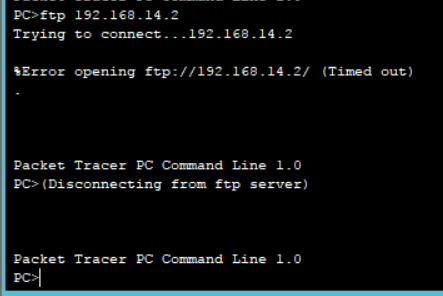 PC>ftp 192.168.14.2
Trying to connect...192.168.14.2
%Error opening ftp://192.168.14.2/ (Timed out)
.
Packet Tracer PC Command Line 1.0
PC>(Disconnecting from ftp server)
Packet Tracer PC Command Line 1.0
PC>